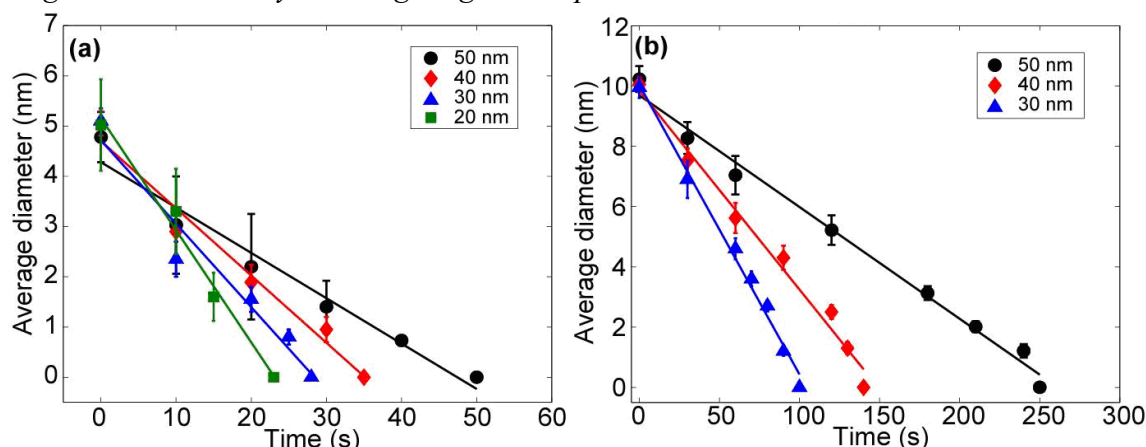 (a)
50 nm
40 nm
30 nm
20 nm
7
6
5
4
3
2
1
0
Average diameter (nm)
0 10 20 30 40 50 60
Time (s)
(b)
50 nm
40 nm
30 nm
12
10
8
6
4
2
0
Average diameter (nm)
0 50 100 150 200 250 300
Time (s)